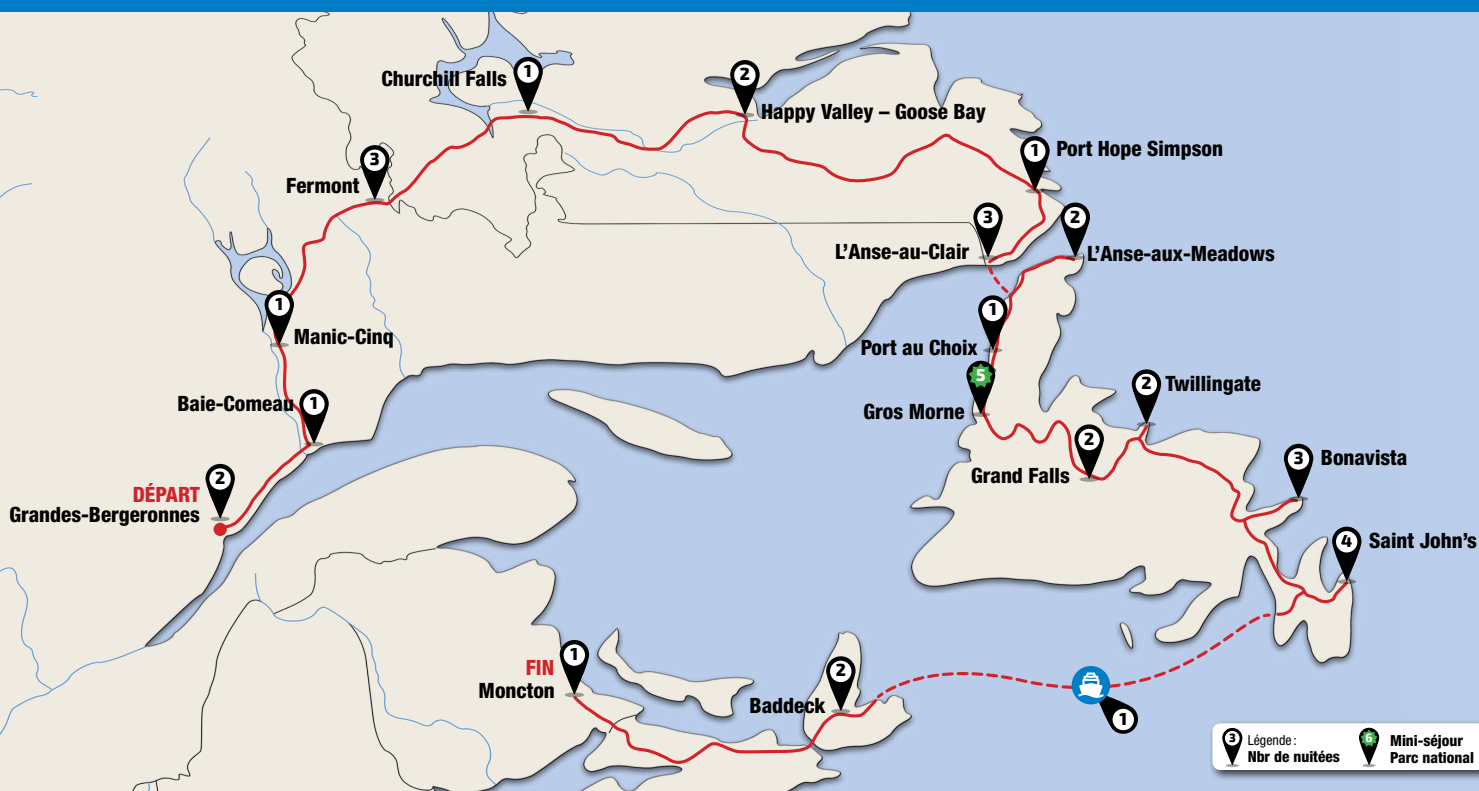 1
Churchill Falls
2
Happy Valley – Goose Bay
3
Fermont
1
Port Hope Simpson
3
L'Anse-au-Clair
2
L'Anse-aux-Meadows
1
Manic-Cinq
1
Port au Choix
5
Gros Morne
1
Baie-Comeau
2
Twillingate
2
Grand Falls
3
Bonavista
2
DÉPART
Grandes-Bergeronnes
4
Saint John's
1
FIN
Moncton
2
Baddeck
1
3
Légende :
Nbr de nuitées
6
Mini-séjour
Parc national